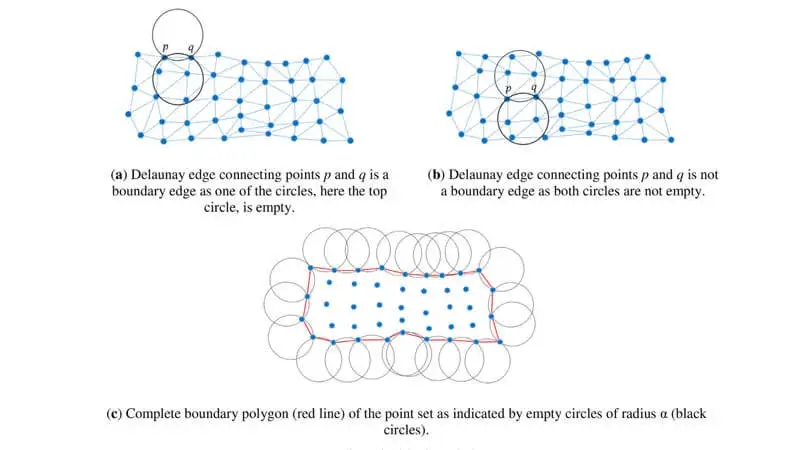 p q
p q
(a) Delaunay edge connecting points p and q is a
boundary edge as one of the circles, here the top
circle, is empty.
(b) Delaunay edge connecting points p and q is not
a boundary edge as both circles are not empty.
(c) Complete boundary polygon (red line) of the point set as indicated by empty circles of radius α (black
circles).